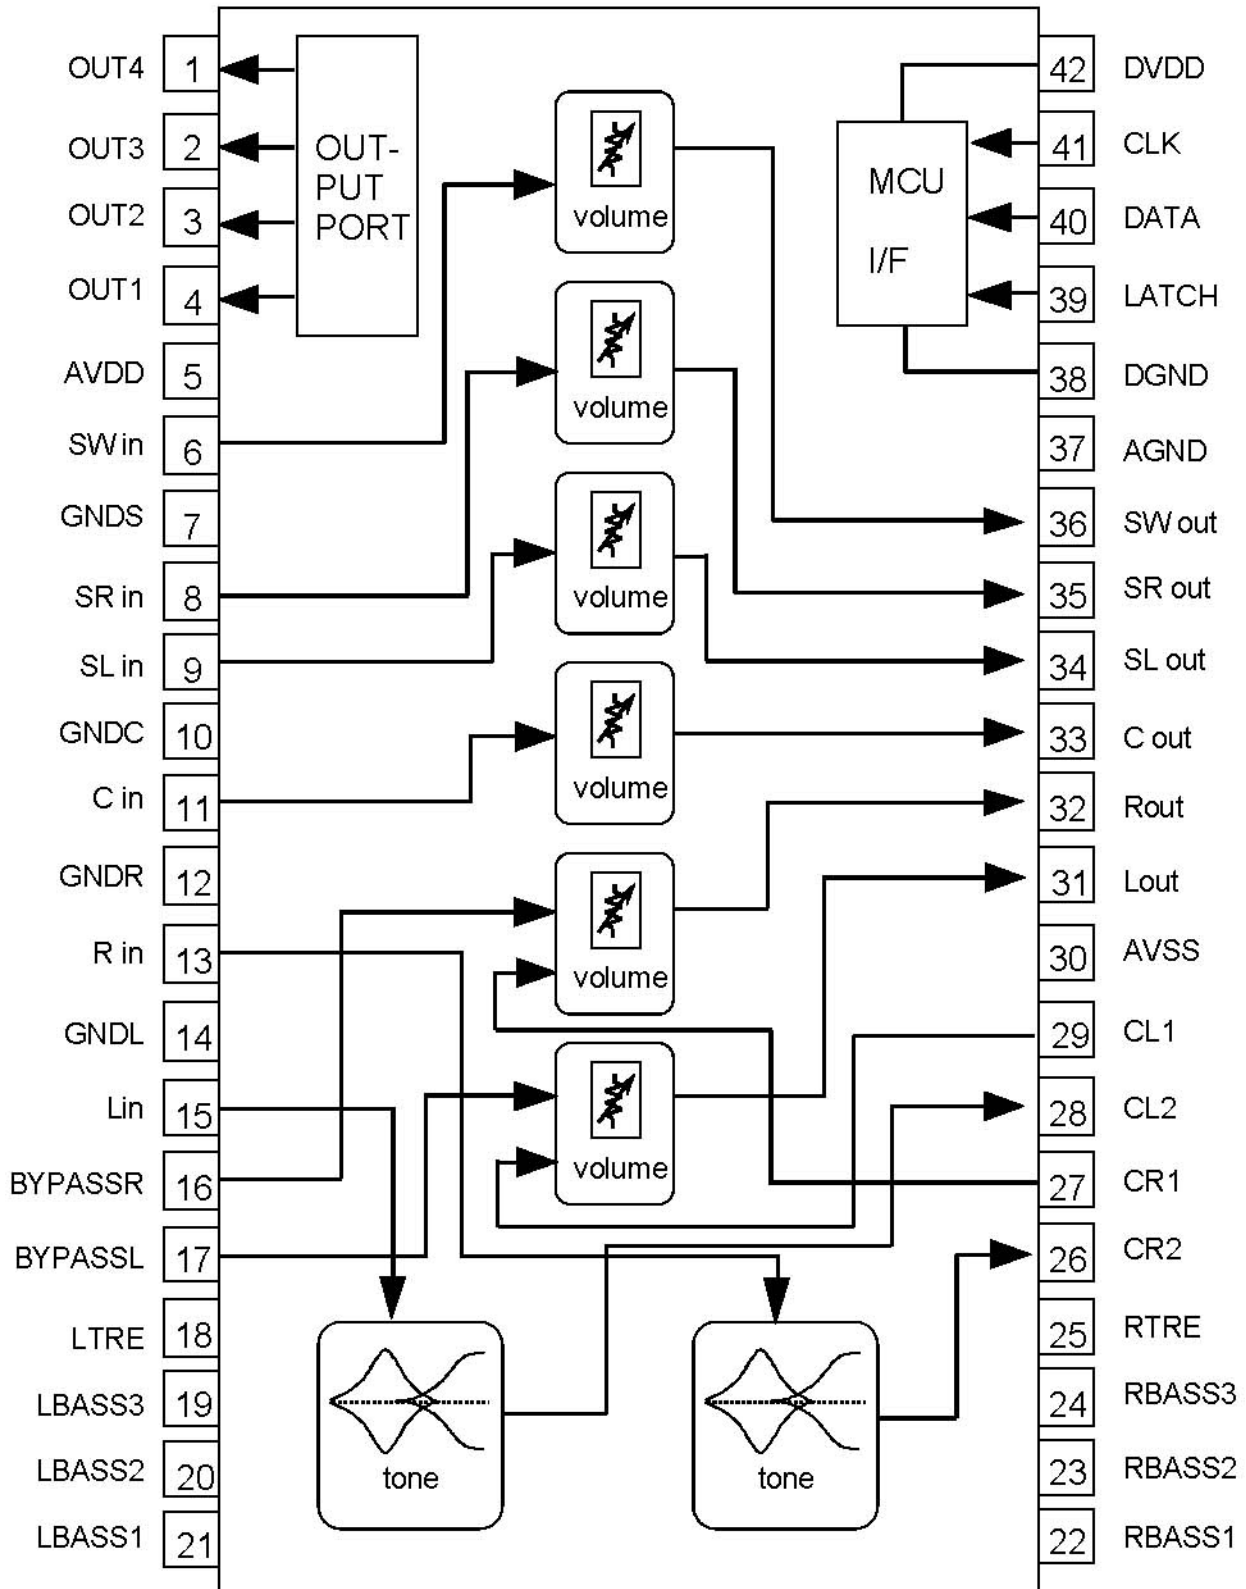 OUT4 1
OUT3 2
OUT2 3
OUT1 4
AVDD 5
SWin 6
GNDS 7
SR in 8
SL in 9
GNDC 10
C in 11
GNDR 12
R in 13
GNDL 14
Lin 15
BYPASSR 16
BYPASSL 17
LTRE 18
LBASS3 19
LBASS2 20
LBASS1 21
OUT-
PUT
PORT
volume
volume
volume
volume
volume
volume
tone
tone
MCU
I/F
42 DVDD
41 CLK
40 DATA
39 LATCH
38 DGND
37 AGND
36 SW out
35 SR out
34 SL out
33 C out
32 Rout
31 Lout
30 AVSS
29 CL1
28 CL2
27 CR1
26 CR2
25 RTRE
24 RBASS3
23 RBASS2
22 RBASS1